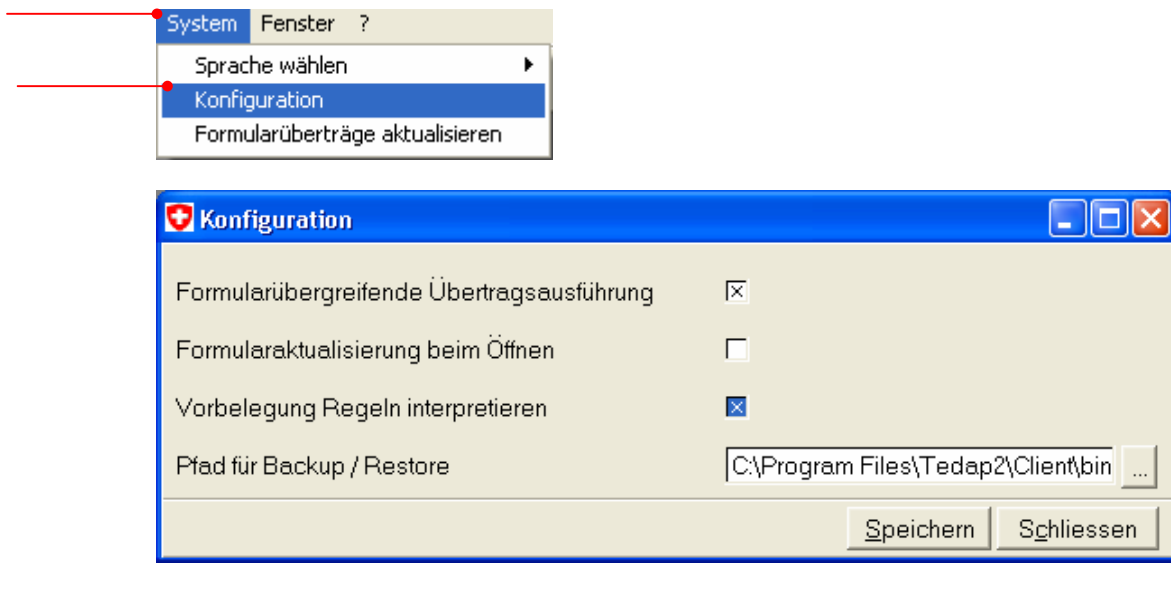 System Fenster ?
Sprache wählen
Konfiguration
Formularüberträge aktualisieren
Konfiguration
Formularübergreifende Übertragsausführung
Formularaktualisierung beim Öffnen
Vorbelegung Regeln interpretieren
Pfad für Backup / Restore C:\Program Files\Tedap2\Client\bin ...
Speichern Schliessen